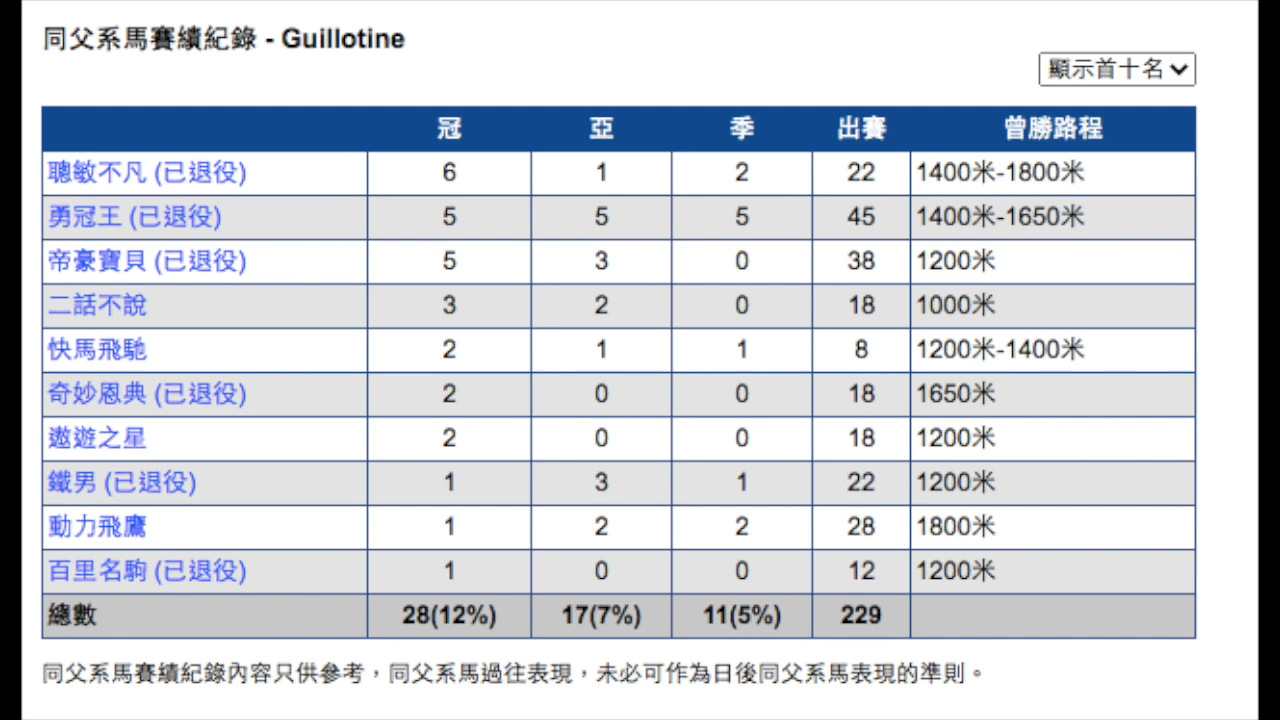 同父系馬賽績紀錄 - Guillotine
顯示首十名
冠 亞 季 出賽 曾勝路程
聰敏不凡 (已退役) 6 1 2 22 1400米-1800米
勇冠王 (已退役) 5 5 5 45 1400米-1650米
帝豪寶貝 (已退役) 5 3 0 38 1200米
二話不說 3 2 0 18 1000米
快馬飛馳 2 1 1 8 1200米-1400米
奇妙恩典 (已退役) 2 0 0 18 1650米
遨遊之星 2 0 0 18 1200米
鐵男 (已退役) 1 3 1 22 1200米
動力飛鷹 1 2 2 28 1800米
百里名駒 (已退役) 1 0 0 12 1200米
總數 28(12%) 17(7%) 11(5%) 229
同父系馬賽績紀錄內容只供參考，同父系馬過往表現，未必可作為日後同父系馬表現的準則。